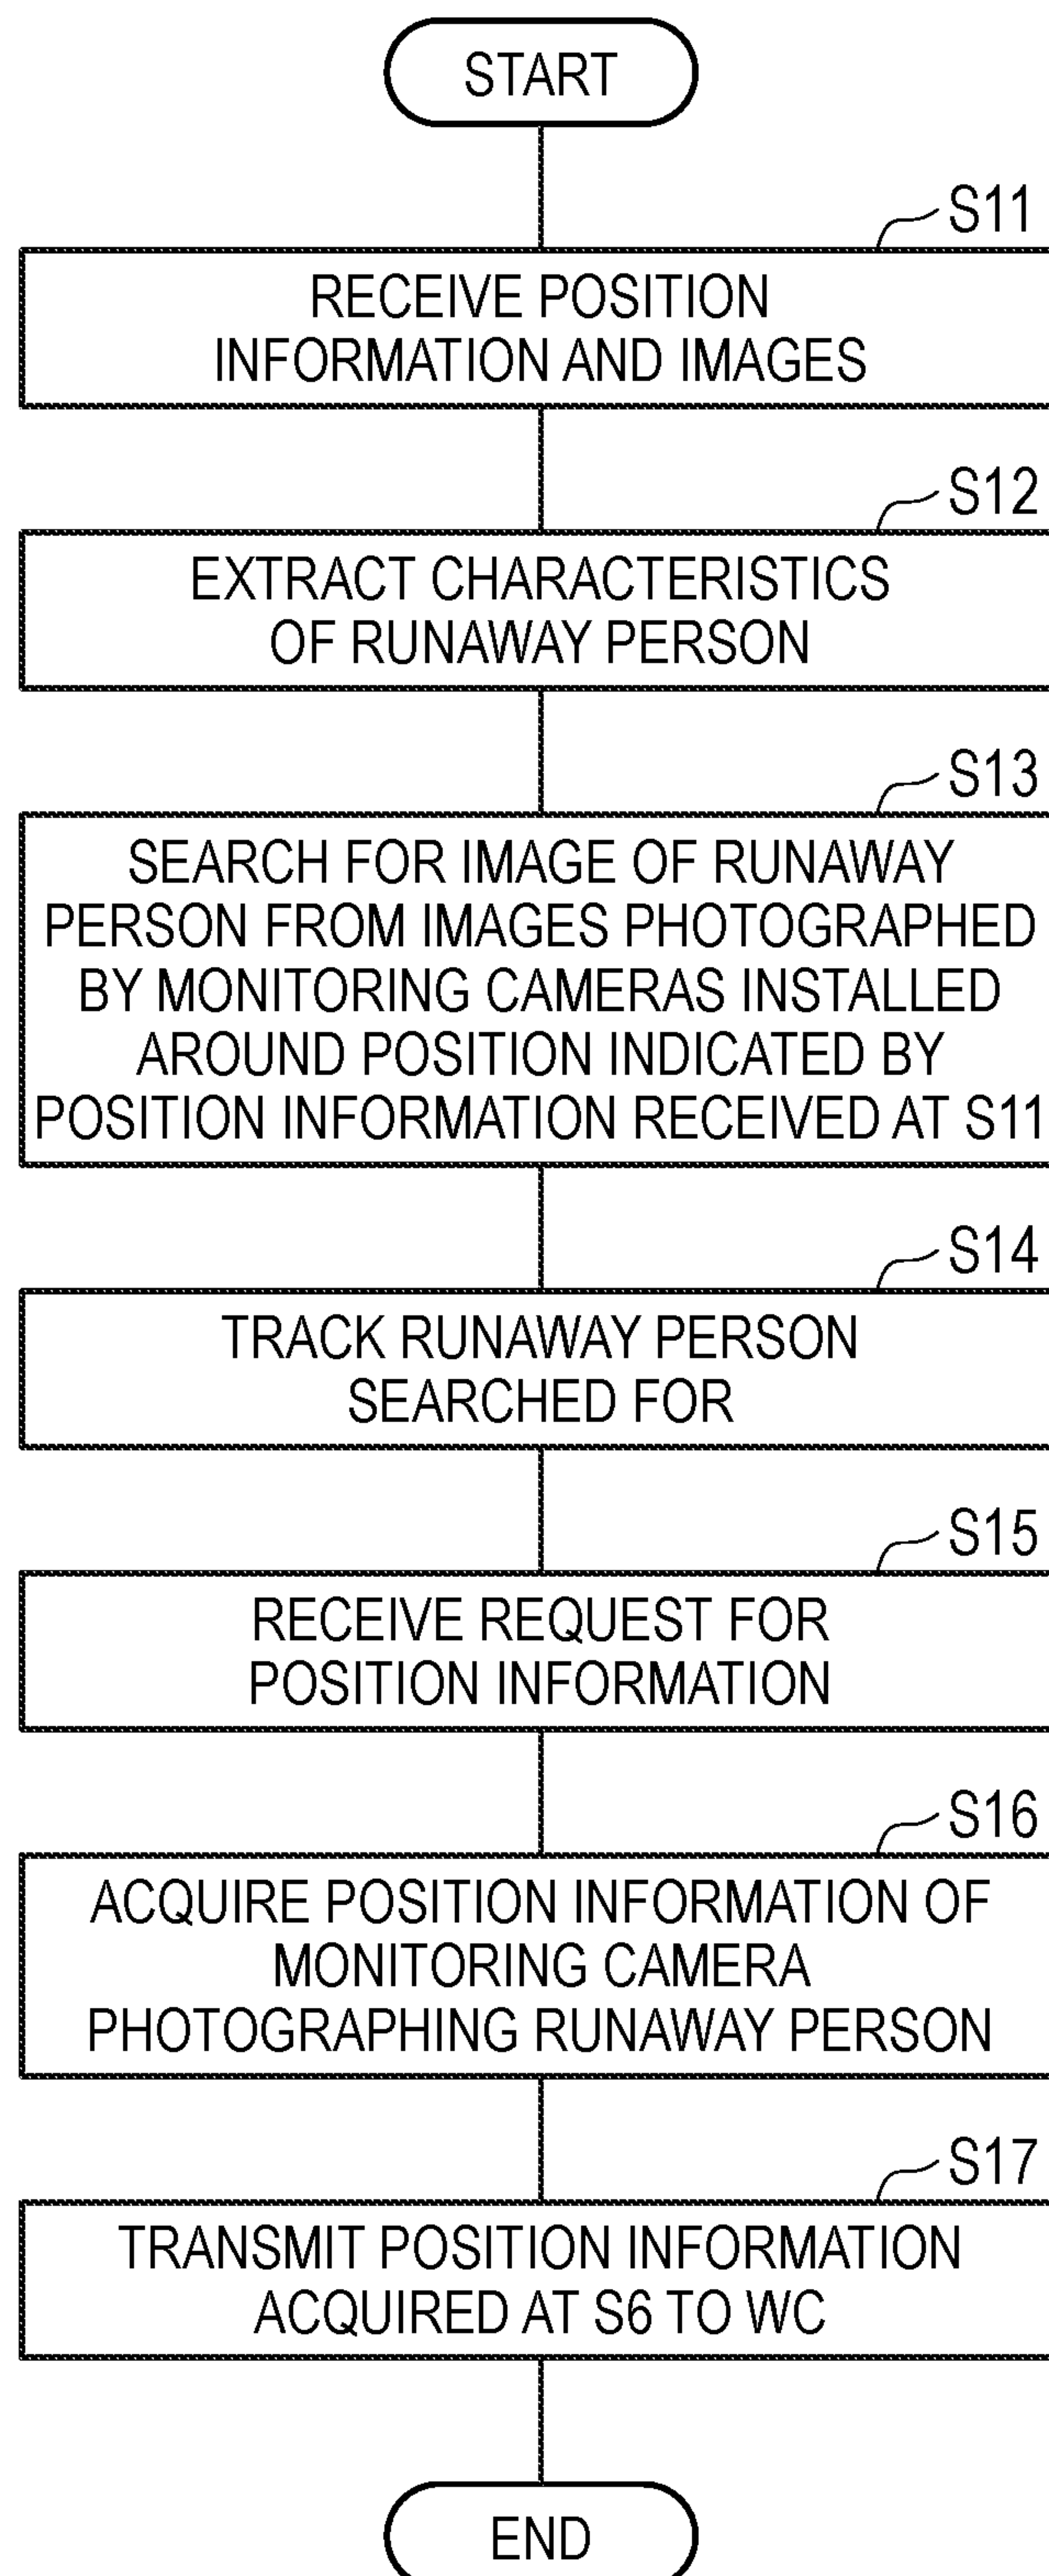 START
S11
RECEIVE POSITION
INFORMATION AND IMAGES
S12
EXTRACT CHARACTERISTICS
OF RUNAWAY PERSON
S13
SEARCH FOR IMAGE OF RUNAWAY
PERSON FROM IMAGES PHOTOGRAPHED
BY MONITORING CAMERAS INSTALLED
AROUND POSITION INDICATED BY
POSITION INFORMATION RECEIVED AT S11
S14
TRACK RUNAWAY PERSON
SEARCHED FOR
S15
RECEIVE REQUEST FOR
POSITION INFORMATION
S16
ACQUIRE POSITION INFORMATION OF
MONITORING CAMERA
PHOTOGRAPHING RUNAWAY PERSON
S17
TRANSMIT POSITION INFORMATION
ACQUIRED AT S6 TO WC
END